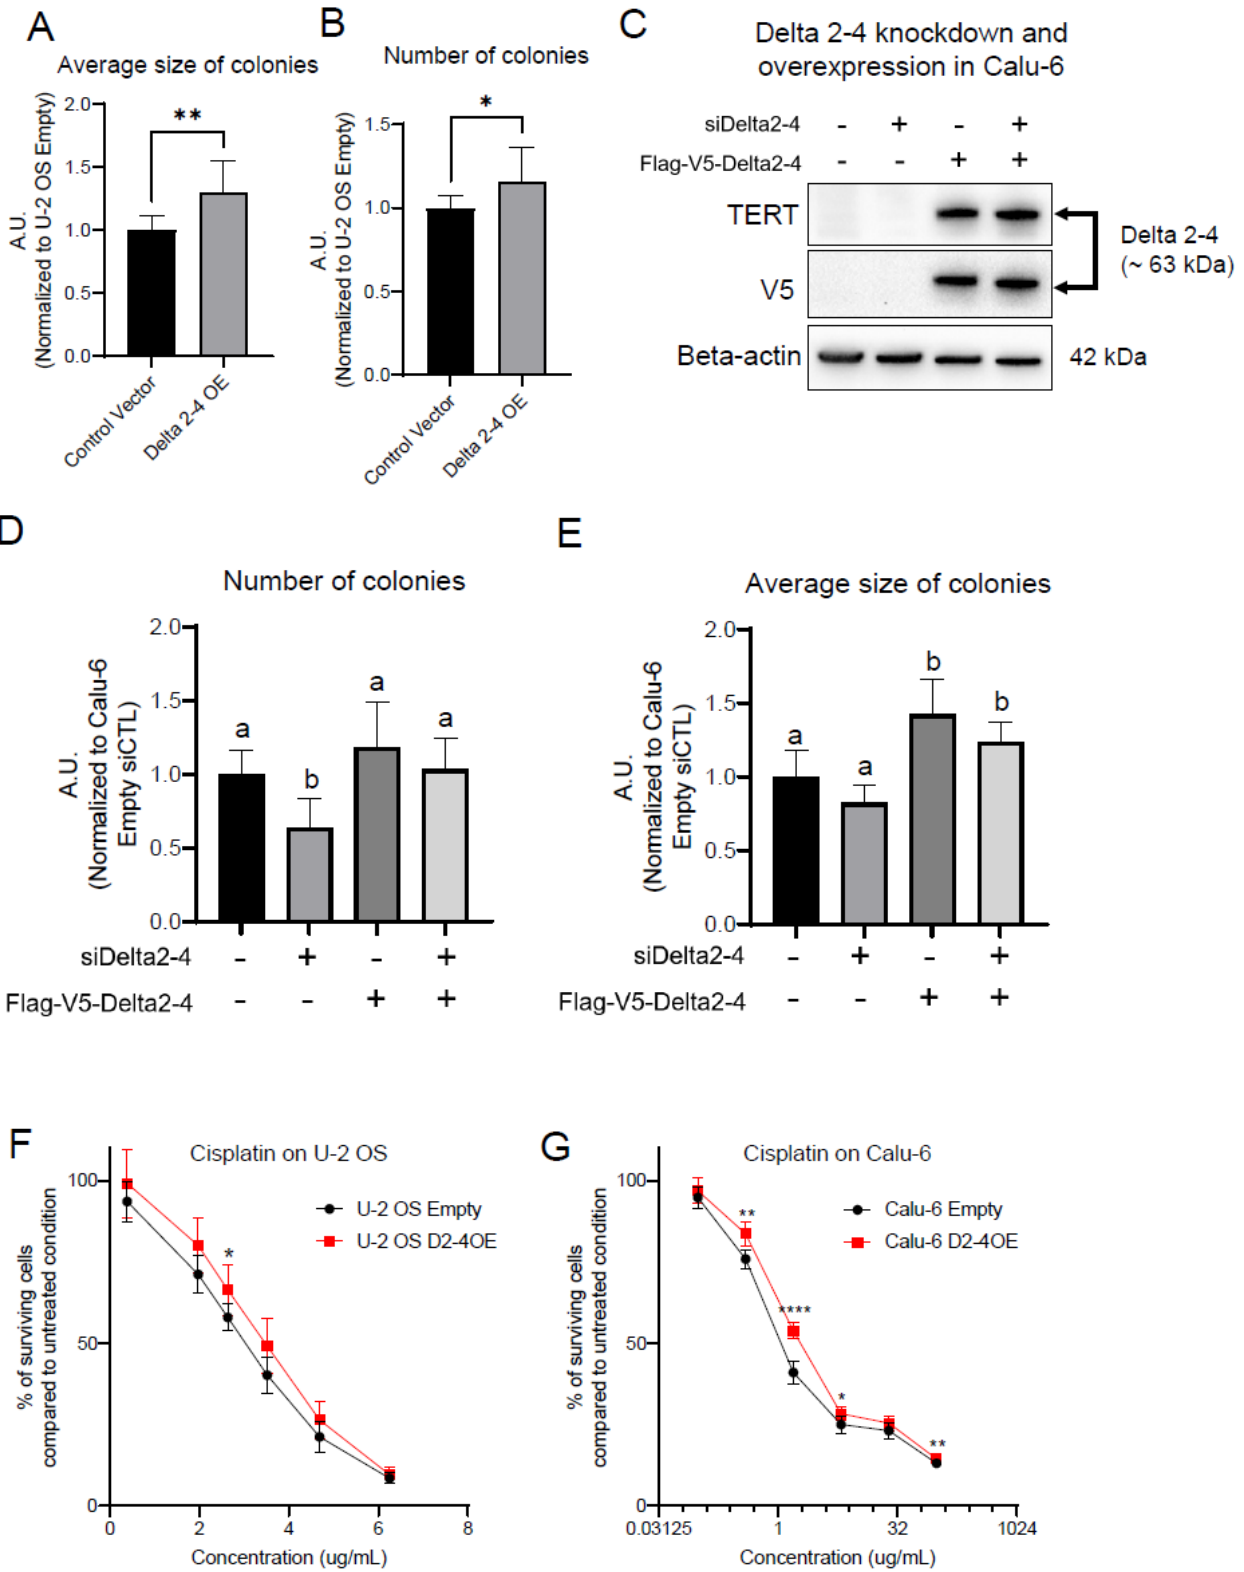 A
Average size of colonies
A.U.
(Normalized to U-2 OS Empty)
2.0
1.5
1.0
0.5
0.0
**
Control Vector
Delta 2-4 OE
B
Number of colonies
A.U.
(Normalized to U-2 OS Empty)
1.5
1.0
0.5
0.0
*
Control Vector
Delta 2-4 OE
C
Delta 2-4 knockdown and
overexpression in Calu-6
siDelta2-4 - + - +
Flag-V5-Delta2-4 - - + +
TERT
V5
Beta-actin
Delta 2-4
(~ 63 kDa)
42 kDa
D
Number of colonies
A.U.
(Normalized to Calu-6
Empty siCTL)
2.0
1.5
1.0
0.5
0.0
a b a a
siDelta2-4 - + - +
Flag-V5-Delta2-4 - - + +
E
Average size of colonies
A.U.
(Normalized to Calu-6
Empty siCTL)
2.0
1.5
1.0
0.5
0.0
a a b b
siDelta2-4 - + - +
Flag-V5-Delta2-4 - - + +
F
Cisplatin on U-2 OS
% of surviving cells
compared to untreated condition
100
50
0
U-2 OS Empty
U-2 OS D2-4OE
*
0 2 4 6 8
Concentration (ug/mL)
G
Cisplatin on Calu-6
% of surviving cells
compared to untreated condition
100
50
0
Calu-6 Empty
Calu-6 D2-4OE
**
****
*
**
0.03125 1 32 1024
Concentration (ug/mL)